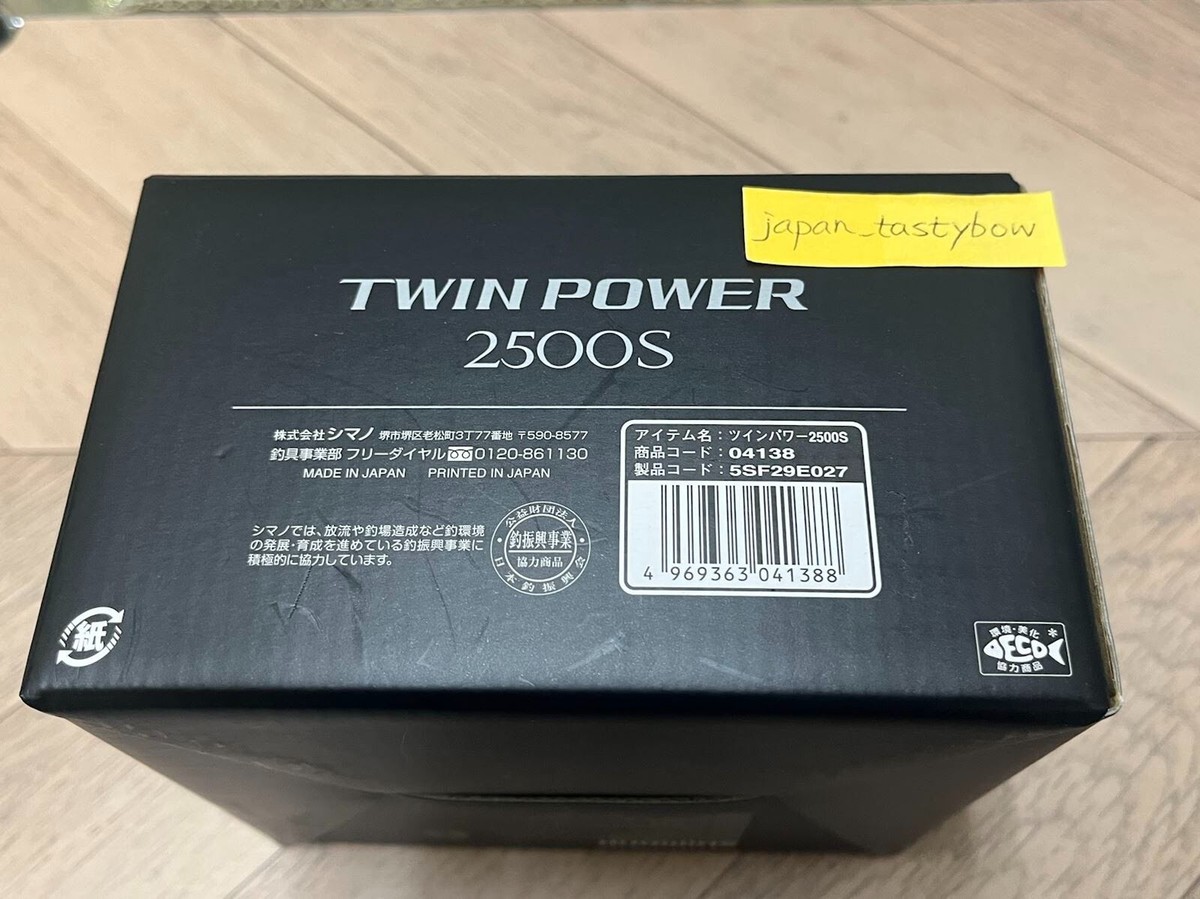 japan_tastybow
TWIN POWER
2500S
株式会社シマノ 堺市堺区老松町3丁77番地 〒590-8577
釣具事業部 フリーダイヤル 0120-861130
MADE IN JAPAN PRINTED IN JAPAN
シマノでは、放流や釣場造成など釣環境
の発展・育成を進めている釣振興事業に
積極的に協力しています。
公益財団法人
釣振興事業
協力商品
日本釣振興会
アイテム名：ツインパワー2500S
商品コード：04138
製品コード：5SF29E027
4 969363 041388
紙
環境・美化
ECO
協力商品